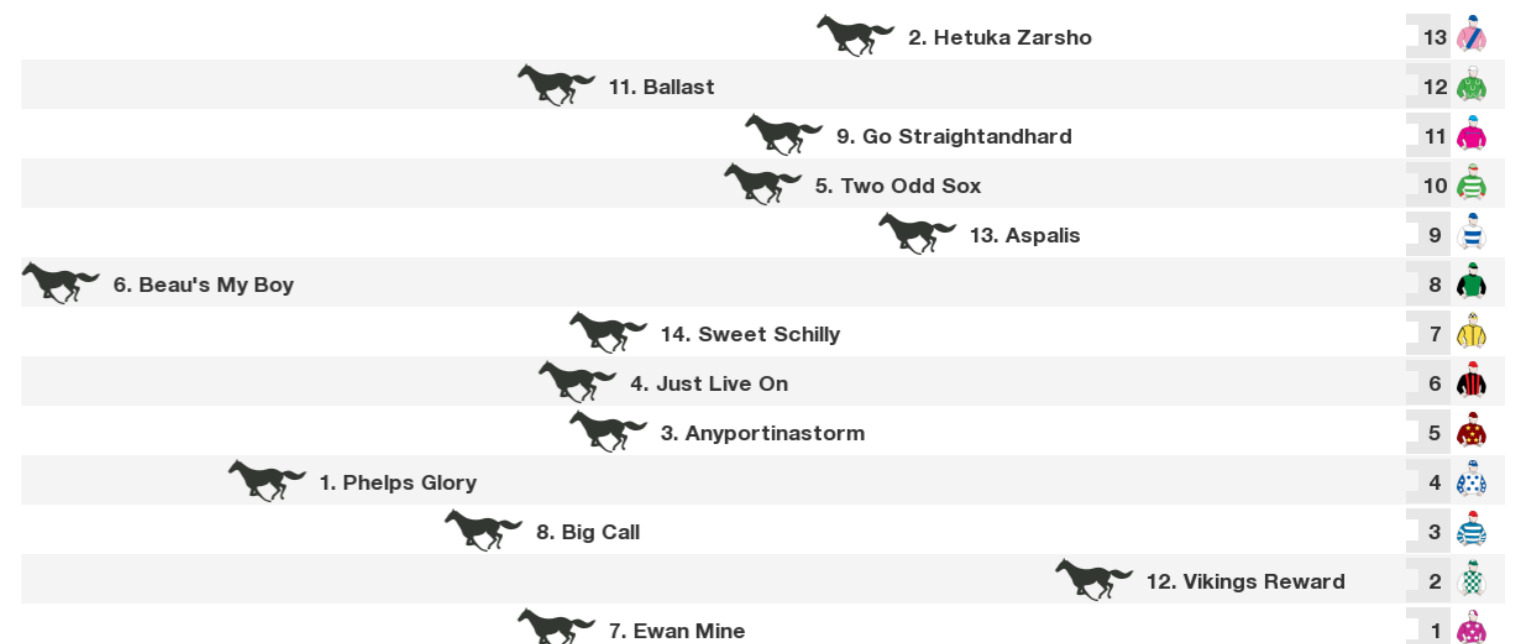 2. Hetuka Zarsho 13
11. Ballast 12
9. Go Straightandhard 11
5. Two Odd Sox 10
13. Aspalis 9
6. Beau's My Boy 8
14. Sweet Schilly 7
4. Just Live On 6
3. Anyportinastorm 5
1. Phelps Glory 4
8. Big Call 3
12. Vikings Reward 2
7. Ewan Mine 1